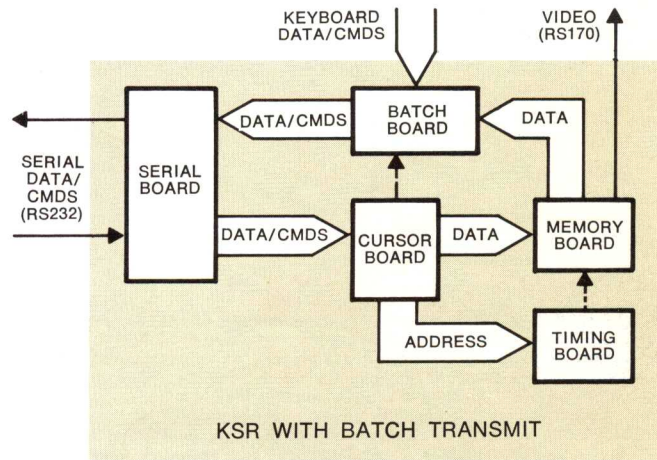 KEYBOARD
DATA/CMDS
VIDEO
(RS170)
DATA/CMDS
BATCH
BOARD
DATA
SERIAL
DATA/
CMDS
(RS232)
SERIAL
BOARD
DATA/CMDS
CURSOR
BOARD
DATA
MEMORY
BOARD
ADDRESS
TIMING
BOARD
KSR WITH BATCH TRANSMIT